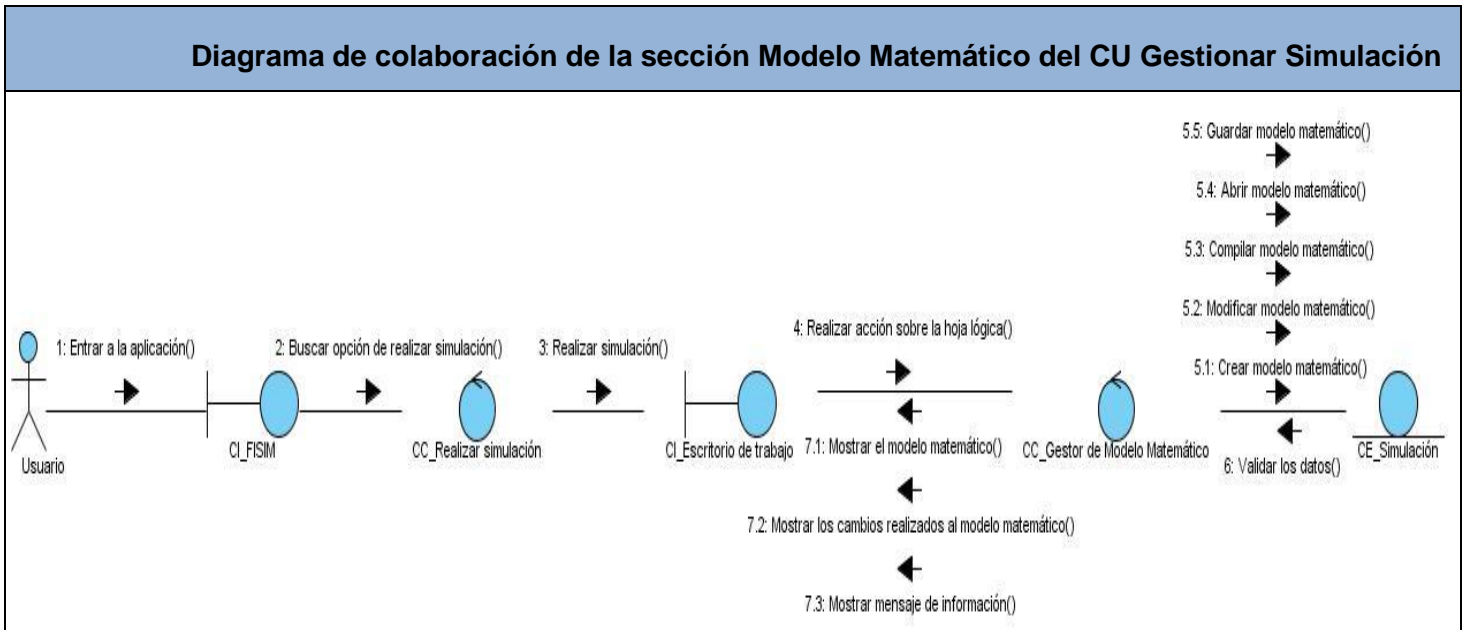 Diagrama de colaboración de la sección Modelo Matemático del CU Gestionar Simulación
5.5: Guardar modelo matemático()
5.4: Abrir modelo matemático()
5.3: Compilar modelo matemático()
5.2: Modificar modelo matemático()
5.1: Crear modelo matemático()
1: Entrar a la aplicación()
2: Buscar opción de realizar simulación()
3: Realizar simulación()
4: Realizar acción sobre la hoja lógica()
Usuario
CI_FISIM
CC_Realizar simulación
CI_Escritorio de trabajo
7.1: Mostrar el modelo matemático()
CC_Gestor de Modelo Matemático
6: Validar los datos()
CE_Simulación
7.2: Mostrar los cambios realizados al modelo matemático()
7.3: Mostrar mensaje de información()